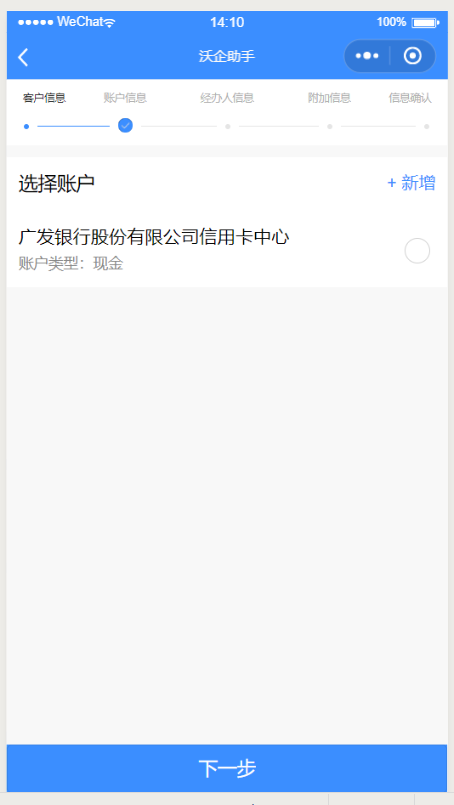 WeChat 14:10 100%
沃企助手
客户信息 账户信息 经办人信息 附加信息 信息确认
选择账户 + 新增
广发银行股份有限公司信用卡中心
账户类型：现金
下一步